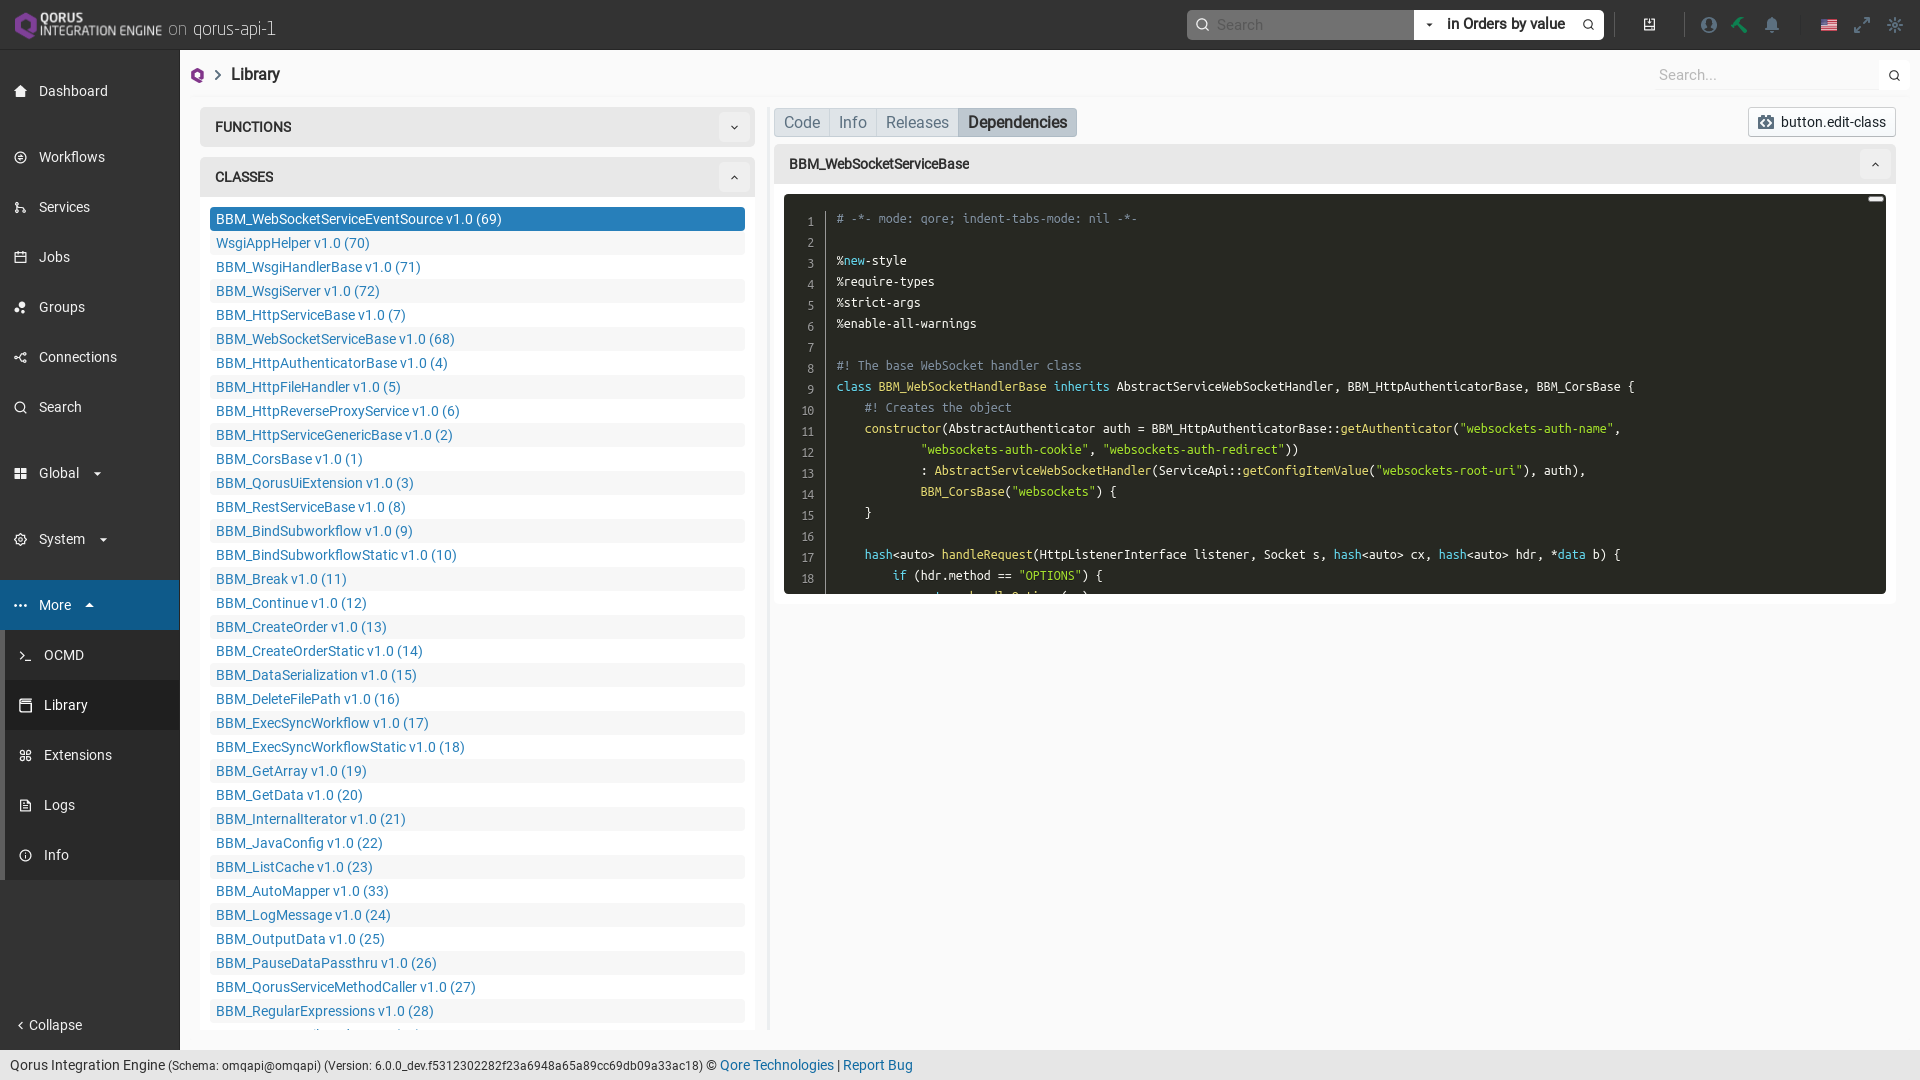 QORUS INTEGRATION ENGINE on qorus-api-1
Search
in Orders by value
Dashboard
Workflows
Services
Jobs
Groups
Connections
Search
Global
System
More
OCMD
Library
Extensions
Logs
Info
Collapse
Library
Search...
FUNCTIONS
CLASSES
BBM_WebSocketServiceEventSource v1.0 (69)
WsgiAppHelper v1.0 (70)
BBM_WsgiHandlerBase v1.0 (71)
BBM_WsgiServer v1.0 (72)
BBM_HttpServiceBase v1.0 (7)
BBM_WebSocketServiceBase v1.0 (68)
BBM_HttpAuthenticatorBase v1.0 (4)
BBM_HttpFileHandler v1.0 (5)
BBM_HttpReverseProxyService v1.0 (6)
BBM_HttpServiceGenericBase v1.0 (2)
BBM_CorsBase v1.0 (1)
BBM_QorusUiExtension v1.0 (3)
BBM_RestServiceBase v1.0 (8)
BBM_BindSubworkflow v1.0 (9)
BBM_BindSubworkflowStatic v1.0 (10)
BBM_Break v1.0 (11)
BBM_Continue v1.0 (12)
BBM_CreateOrder v1.0 (13)
BBM_CreateOrderStatic v1.0 (14)
BBM_DataSerialization v1.0 (15)
BBM_DeleteFilePath v1.0 (16)
BBM_ExecSyncWorkflow v1.0 (17)
BBM_ExecSyncWorkflowStatic v1.0 (18)
BBM_GetArray v1.0 (19)
BBM_GetData v1.0 (20)
BBM_InternalIterator v1.0 (21)
BBM_JavaConfig v1.0 (22)
BBM_ListCache v1.0 (23)
BBM_AutoMapper v1.0 (33)
BBM_LogMessage v1.0 (24)
BBM_OutputData v1.0 (25)
BBM_PauseDataPassthru v1.0 (26)
BBM_QorusServiceMethodCaller v1.0 (27)
BBM_RegularExpressions v1.0 (28)
Code Info Releases Dependencies
button.edit-class
BBM_WebSocketServiceBase
1 # -*- mode: qore; indent-tabs-mode: nil -*-
2
3 %new-style
4 %require-types
5 %strict-args
6 %enable-all-warnings
7
8 #! The base WebSocket handler class
9 class BBM_WebSocketHandlerBase inherits AbstractServiceWebSocketHandler, BBM_HttpAuthenticatorBase, BBM_CorsBase {
10 #! Creates the object
11 constructor(AbstractAuthenticator auth = BBM_HttpAuthenticatorBase::getAuthenticator("websockets-auth-name",
12 "websockets-auth-cookie", "websockets-auth-redirect"))
13 : AbstractServiceWebSocketHandler(ServiceApi::getConfigItemValue("websockets-root-uri"), auth),
14 BBM_CorsBase("websockets") {
15 }
16
17 hash<auto> handleRequest(HttpListenerInterface listener, Socket s, hash<auto> cx, hash<auto> hdr, *data b) {
18 if (hdr.method == "OPTIONS") {
Qorus Integration Engine (Schema: omqapi@omqapi) (Version: 6.0.0_dev.f5312302282f23a6948a65a89cc69db09a33ac18) © Qore Technologies | Report Bug